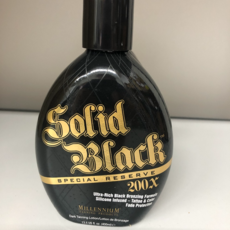 Solid
Black
SPECIAL RESERVE
200X
Ultra-Rich Black Bronzing Formula
Silicone Infused - Tattoo & Color
Fade Protection
MILLENNIUM